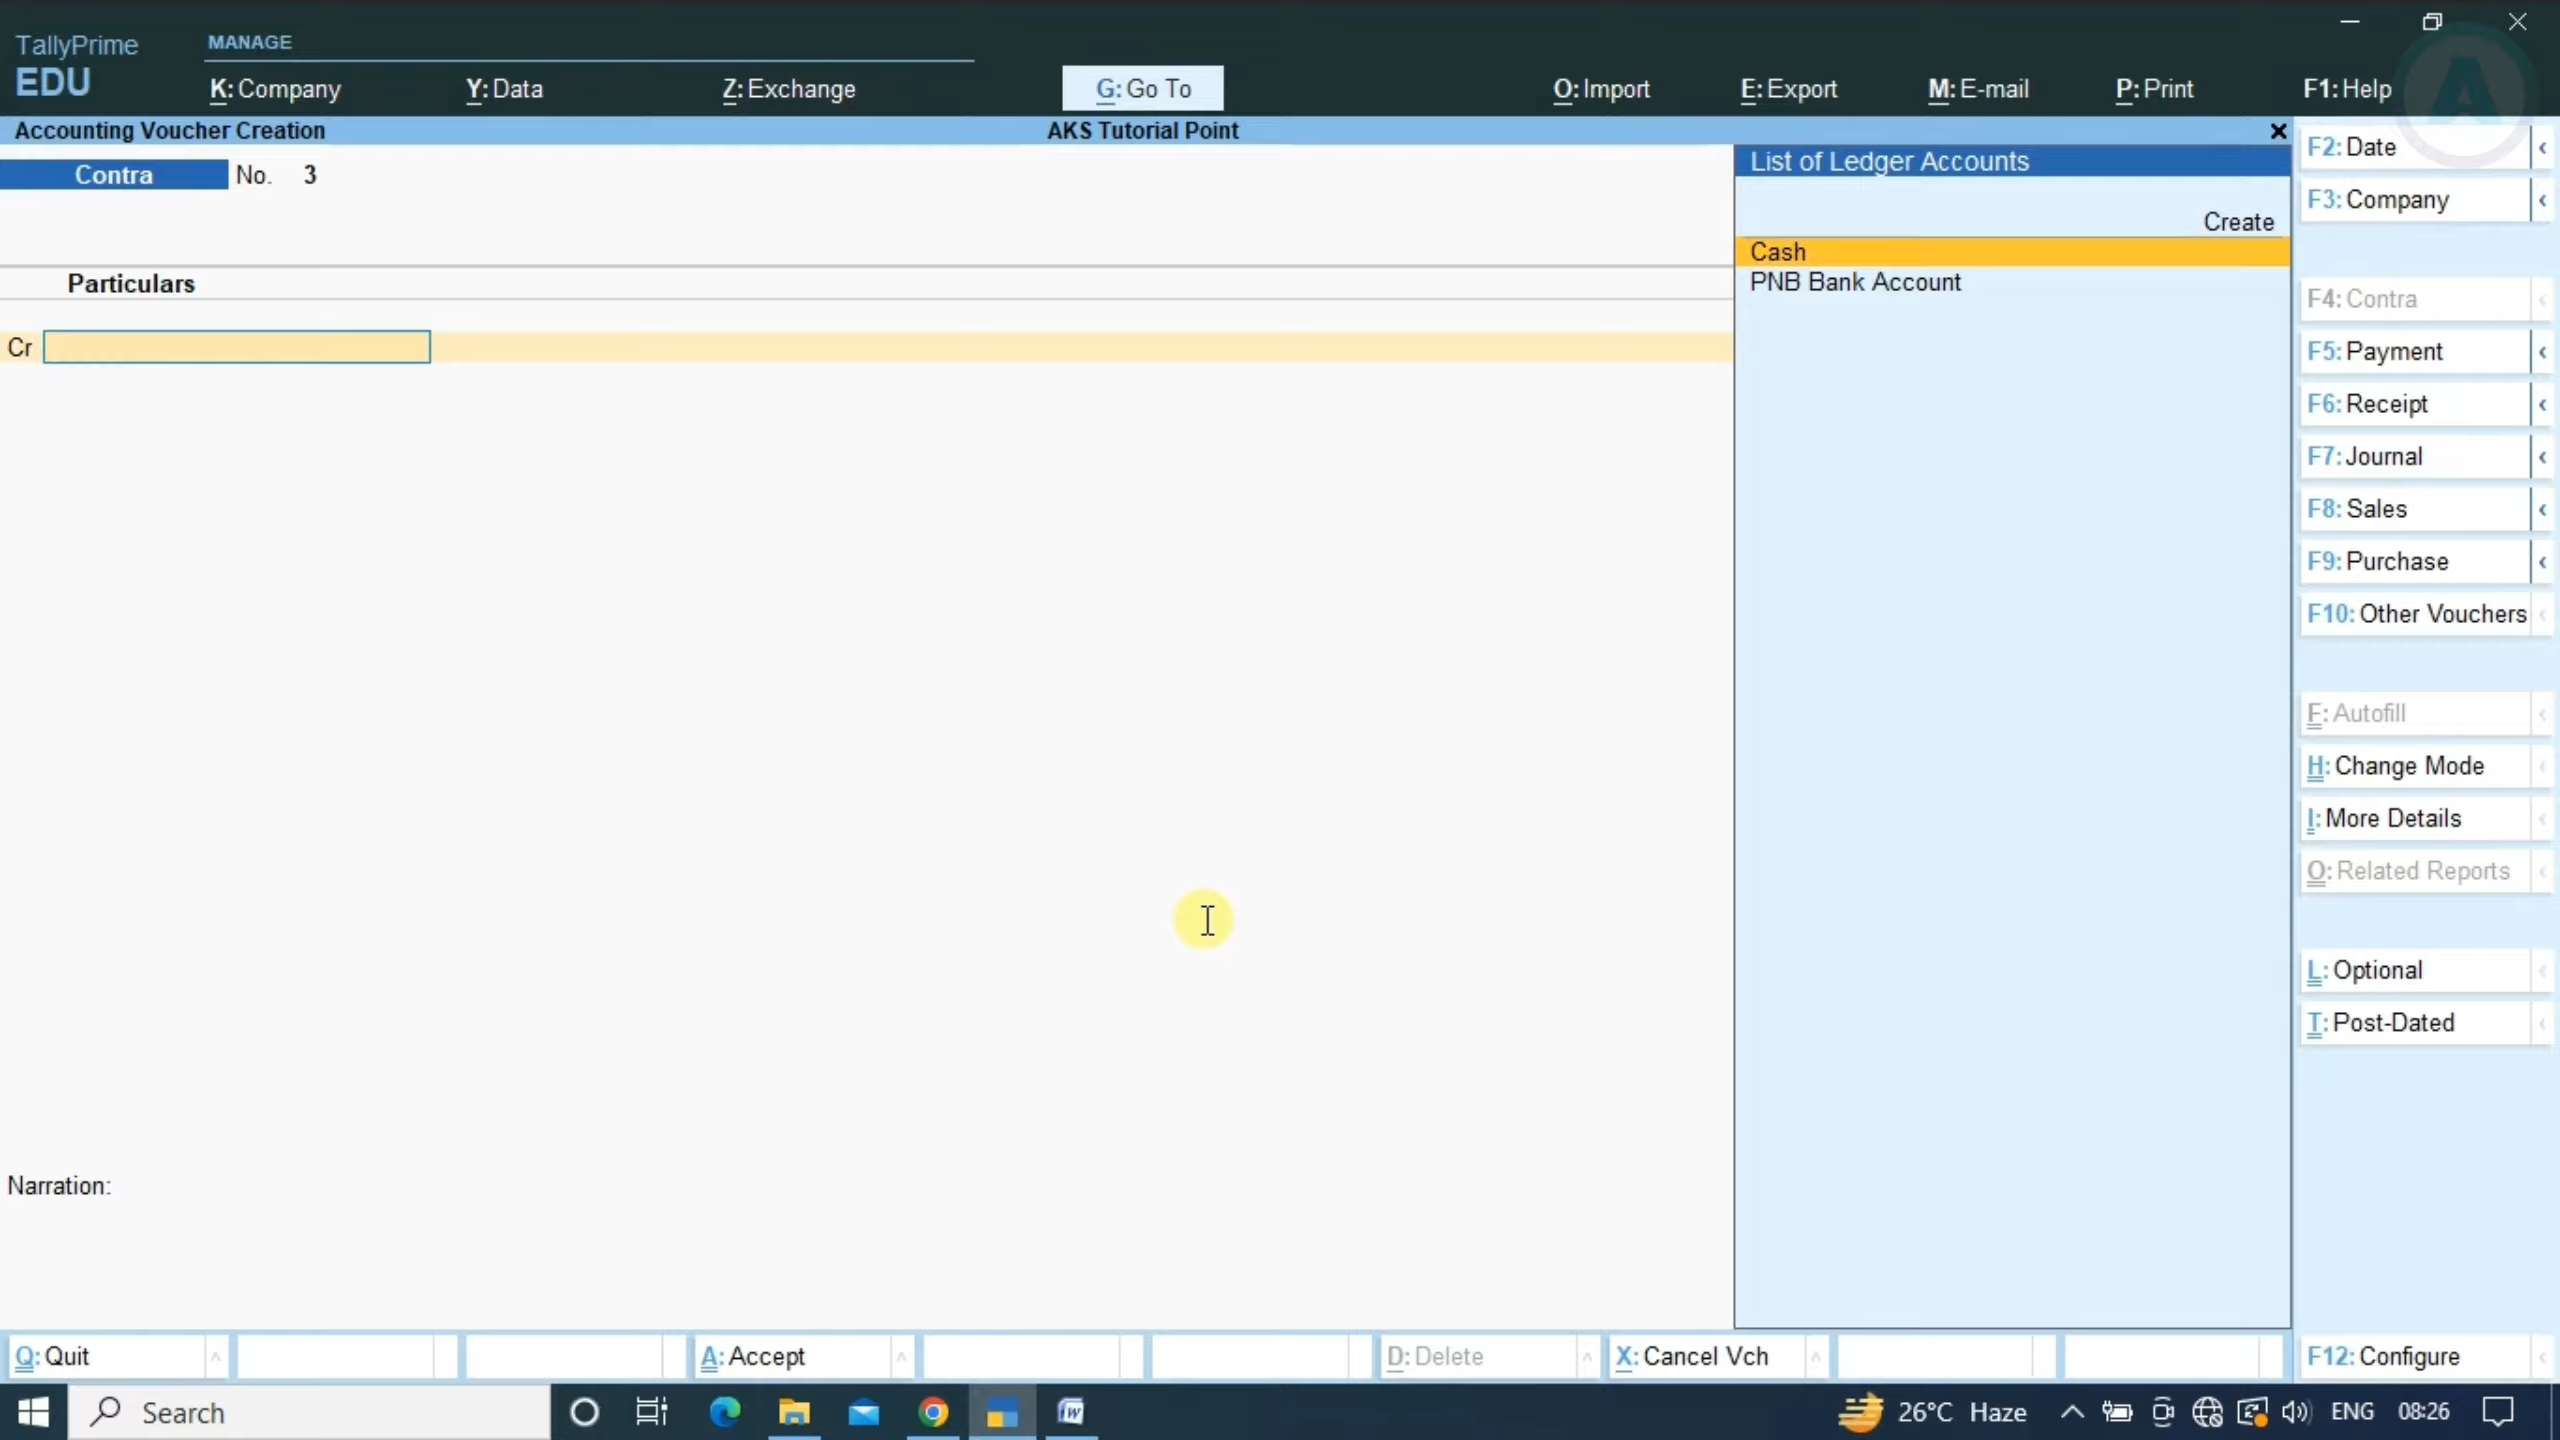 TallyPrime
EDU
MANAGE
K: Company
Y: Data
Z: Exchange
G: Go To
O: Import
E: Export
M: E-mail
P: Print
F1: Help
Accounting Voucher Creation
AKS Tutorial Point
Contra
No. 3
Particulars
Cr
Narration:
List of Ledger Accounts
Create
Cash
PNB Bank Account
F2: Date
F3: Company
F4: Contra
F5: Payment
F6: Receipt
F7: Journal
F8: Sales
F9: Purchase
F10: Other Vouchers
F: Autofill
H: Change Mode
I: More Details
O: Related Reports
L: Optional
T: Post-Dated
F12: Configure
Q: Quit
A: Accept
D: Delete
X: Cancel Vch
Search
26°C Haze
ENG
08:26